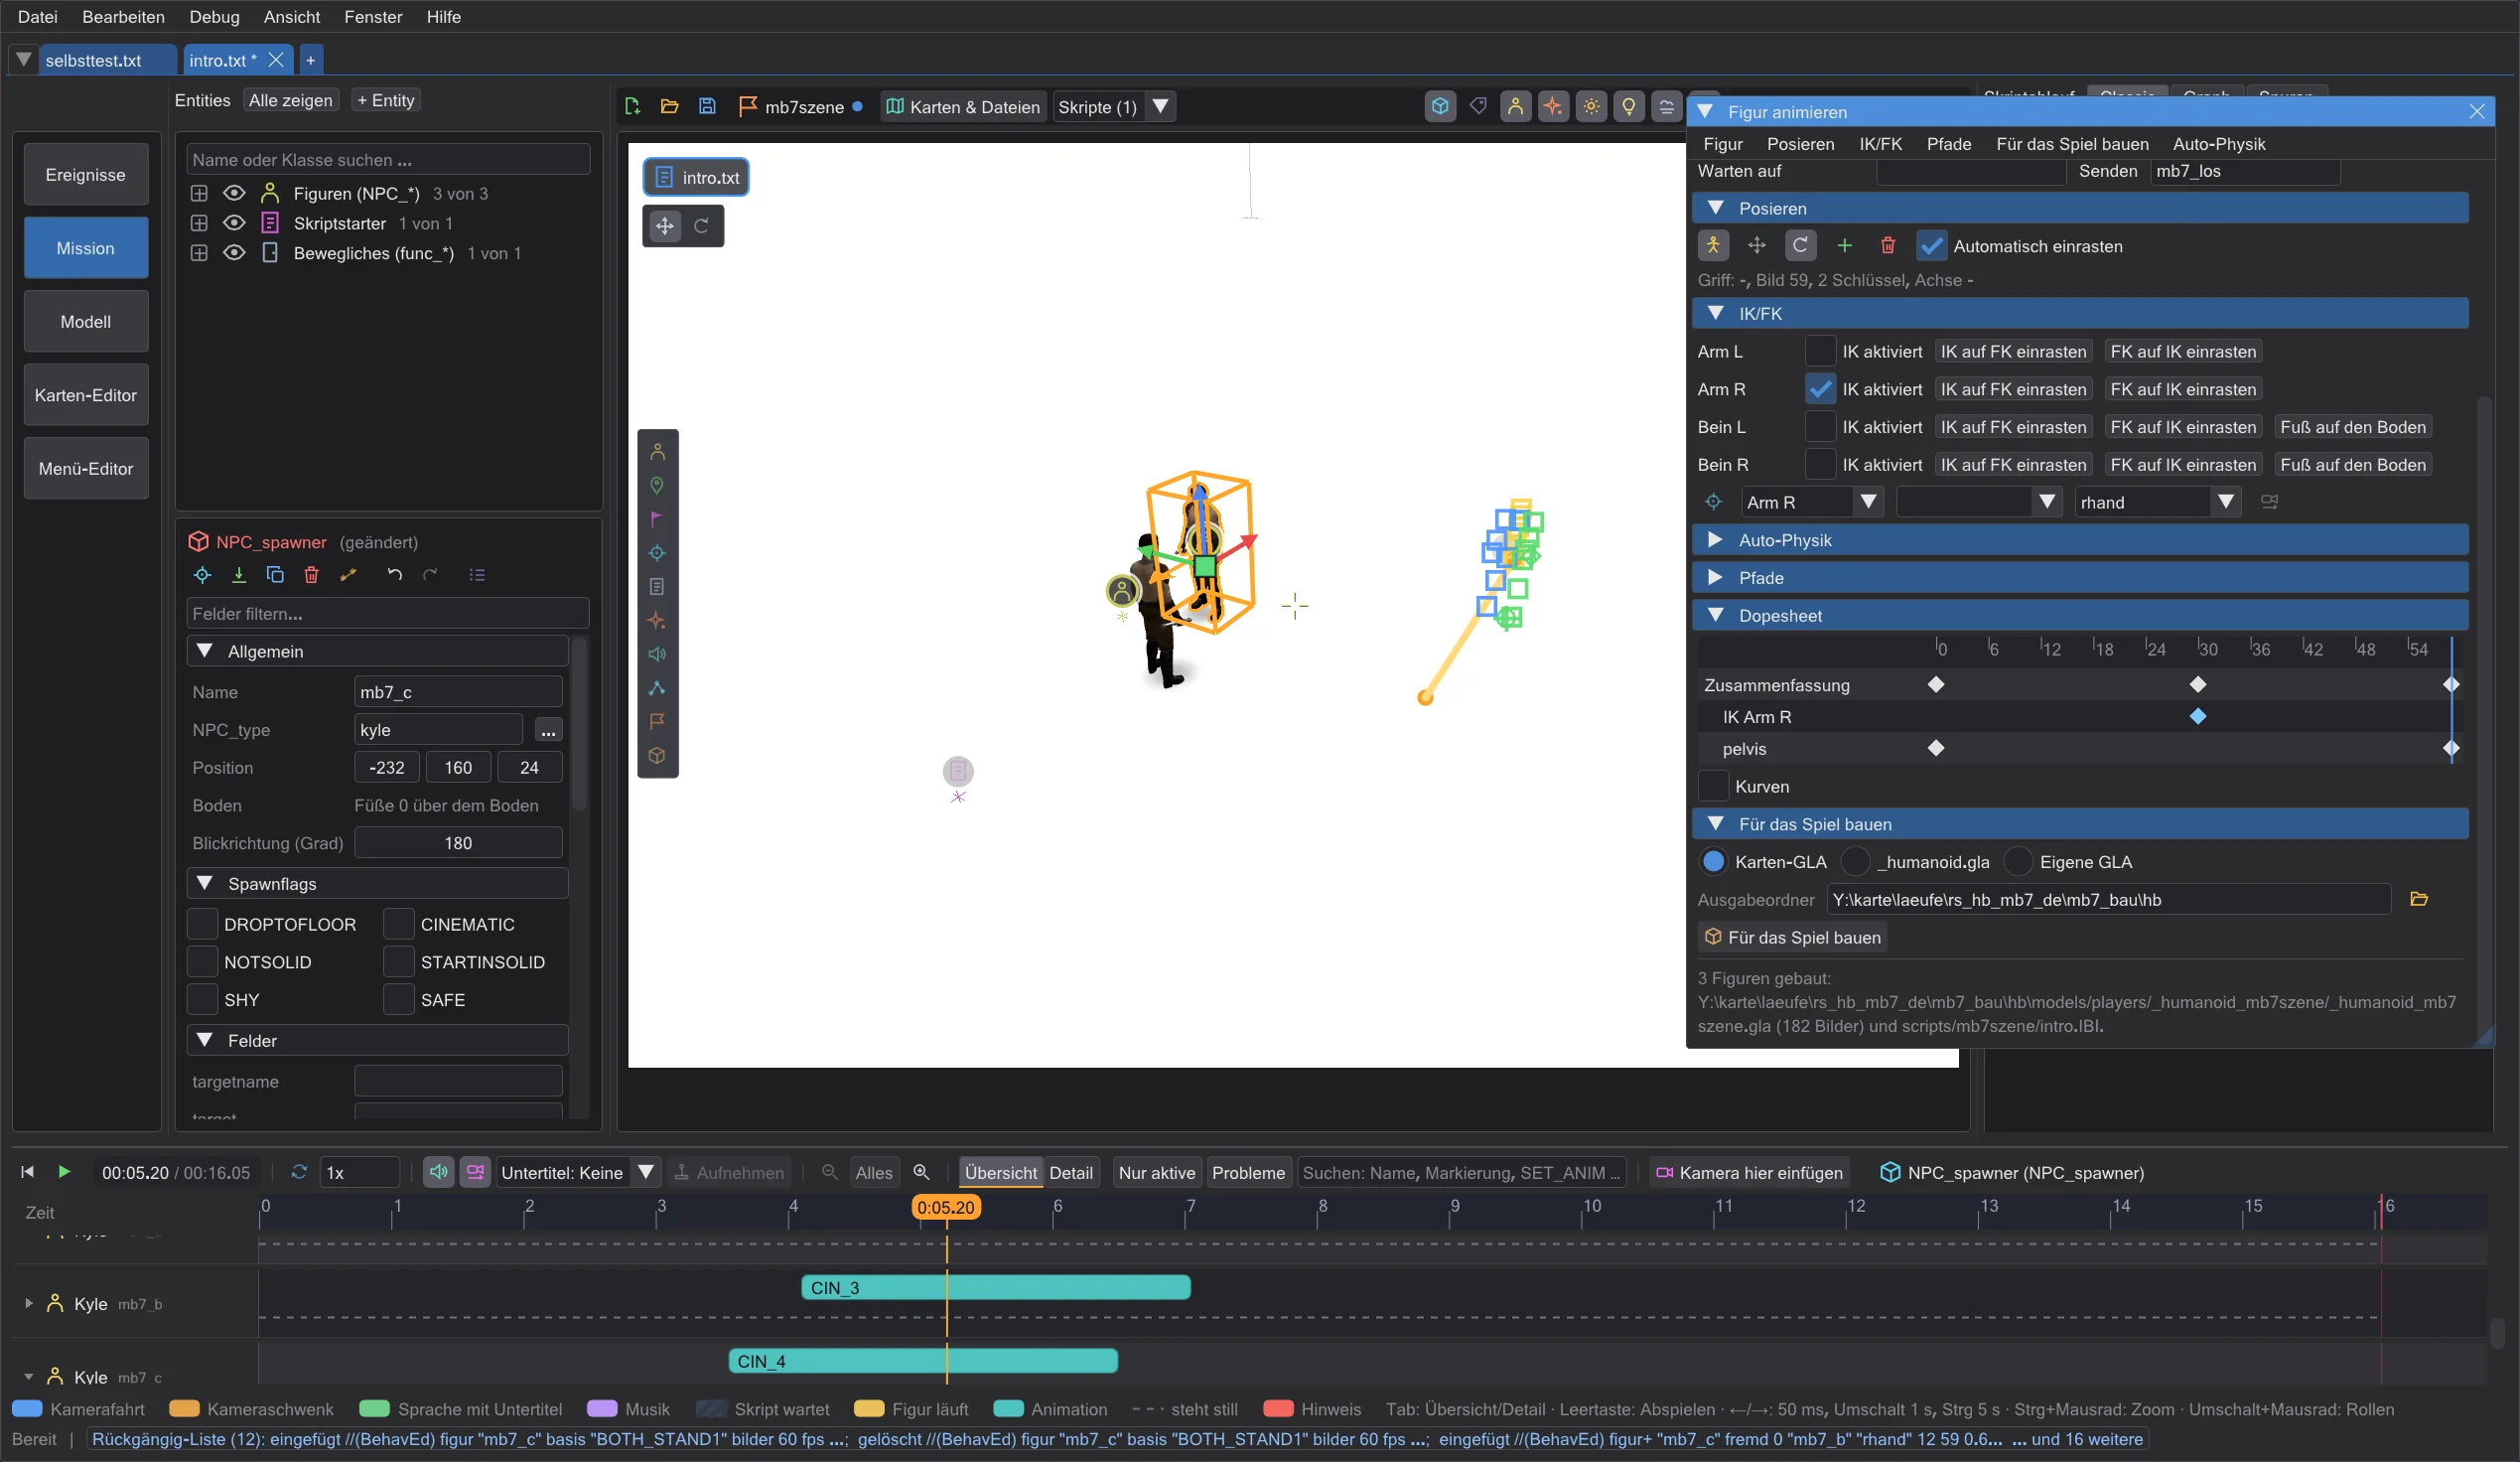 Datei Bearbeiten Debug Ansicht Fenster Hilfe
selbsttest.txt intro.txt * +
Entities Alle zeigen + Entity
mb7szene Karten & Dateien Skripte (1)
Ereignisse
Mission
Modell
Karten-Editor
Menü-Editor
Name oder Klasse suchen ...
Figuren (NPC_*) 3 von 3
Skriptstarter 1 von 1
Bewegliches (func_*) 1 von 1
NPC_spawner (geändert)
Felder filtern...
Allgemein
Name mb7_c
NPC_type kyle ...
Position -232 160 24
Boden Füße 0 über dem Boden
Blickrichtung (Grad) 180
Spawnflags
DROPTOFLOOR CINEMATIC
NOTSOLID STARTINSOLID
SHY SAFE
Felder
targetname
intro.txt
Figur animieren
Figur Posieren IK/FK Pfade Für das Spiel bauen Auto-Physik
Warten auf Senden mb7_los
Posieren
Automatisch einrasten
Griff: -, Bild 59, 2 Schlüssel, Achse -
IK/FK
Arm L IK aktiviert IK auf FK einrasten FK auf IK einrasten
Arm R IK aktiviert IK auf FK einrasten FK auf IK einrasten
Bein L IK aktiviert IK auf FK einrasten FK auf IK einrasten Fuß auf den Boden
Bein R IK aktiviert IK auf FK einrasten FK auf IK einrasten Fuß auf den Boden
Arm R rhand
Auto-Physik
Pfade
Dopesheet
0 6 12 18 24 30 36 42 48 54
Zusammenfassung
IK Arm R
pelvis
Kurven
Für das Spiel bauen
Karten-GLA _humanoid.gla Eigene GLA
Ausgabeordner Y:\karte\laeufe\rs_hb_mb7_de\mb7_bau\hb
Für das Spiel bauen
3 Figuren gebaut:
Y:\karte\laeufe\rs_hb_mb7_de\mb7_bau\hb\models/players/_humanoid_mb7szene/_humanoid_mb7
szene.gla (182 Bilder) und scripts/mb7szene/intro.IBI.
00:05.20 / 00:16.05 1x Untertitel: Keine Aufnehmen Alles Übersicht Detail Nur aktive Probleme Suchen: Name, Markierung, SET_ANIM ... Kamera hier einfügen NPC_spawner (NPC_spawner)
Zeit 0 1 2 3 4 0:05.20 6 7 8 9 10 11 12 13 14 15 6
CIN_3
Kyle mb7_b
CIN_4
Kyle mb7_c
Kamerafahrt Kameraschwenk Sprache mit Untertitel Musik Skript wartet Figur läuft Animation steht still Hinweis Tab: Übersicht/Detail · Leertaste: Abspielen · ←/→: 50 ms, Umschalt 1 s, Strg 5 s · Strg+Mausrad: Zoom · Umschalt+Mausrad: Rollen
Bereit | Rückgängig-Liste (12): eingefügt //(BehavEd) figur "mb7_c" basis "BOTH_STAND1" bilder 60 fps ...; gelöscht //(BehavEd) figur "mb7_c" basis "BOTH_STAND1" bilder 60 fps ...; eingefügt //(BehavEd) figur+ "mb7_c" fremd 0 "mb7_b" "rhand" 12 59 0.6... ... und 16 weitere